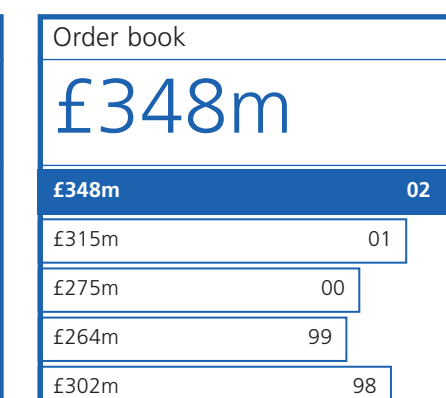 Order book
£348m
£348m 02
£315m 01
£275m 00
£264m 99
£302m 98